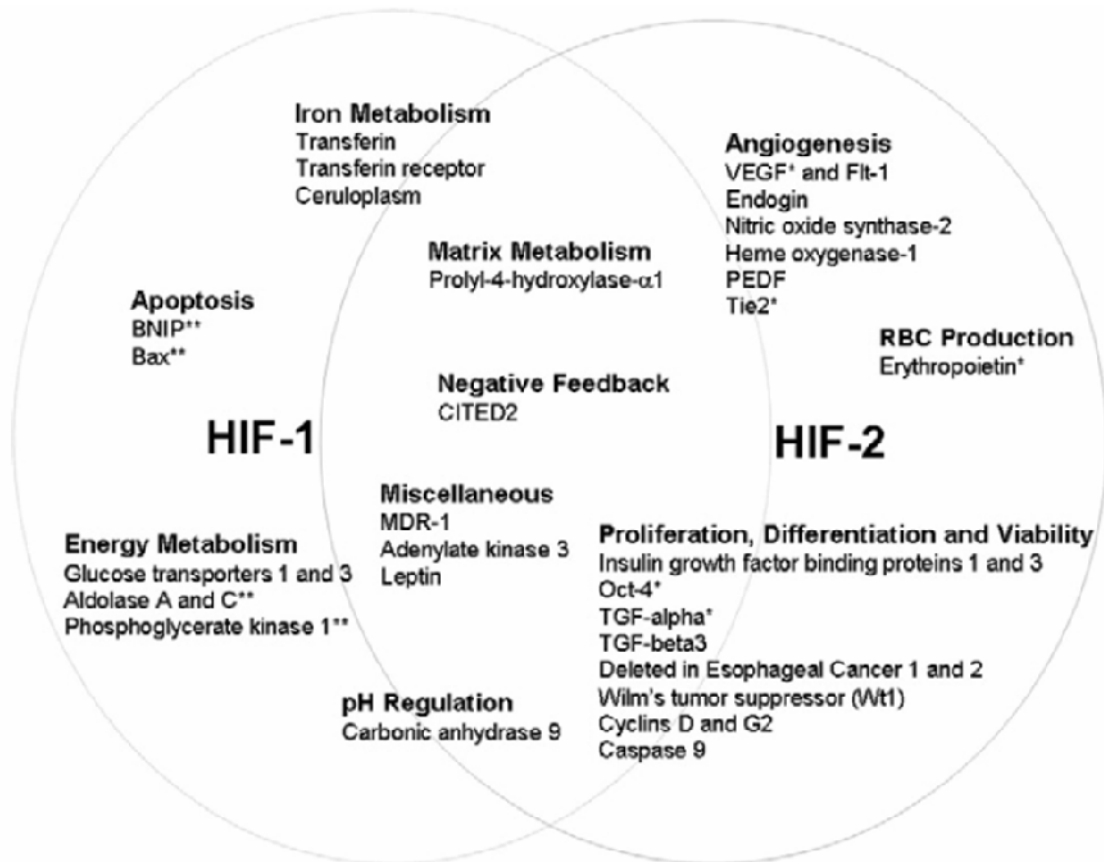 Iron Metabolism
Transferin
Transferin receptor
Ceruloplasm
Angiogenesis
VEGF* and Flt-1
Endogin
Nitric oxide synthase-2
Heme oxygenase-1
PEDF
Tie2*
Matrix Metabolism
Prolyl-4-hydroxylase-α1
Apoptosis
BNIP**
Bax**
RBC Production
Erythropoietin*
Negative Feedback
CITED2
HIF-1
HIF-2
Miscellaneous
MDR-1
Adenylate kinase 3
Leptin
Energy Metabolism
Glucose transporters 1 and 3
Aldolase A and C**
Phosphoglycerate kinase 1**
Proliferation, Differentiation and Viability
Insulin growth factor binding proteins 1 and 3
Oct-4*
TGF-alpha*
TGF-beta3
Deleted in Esophageal Cancer 1 and 2
Wilm's tumor suppressor (Wt1)
Cyclins D and G2
Caspase 9
pH Regulation
Carbonic anhydrase 9